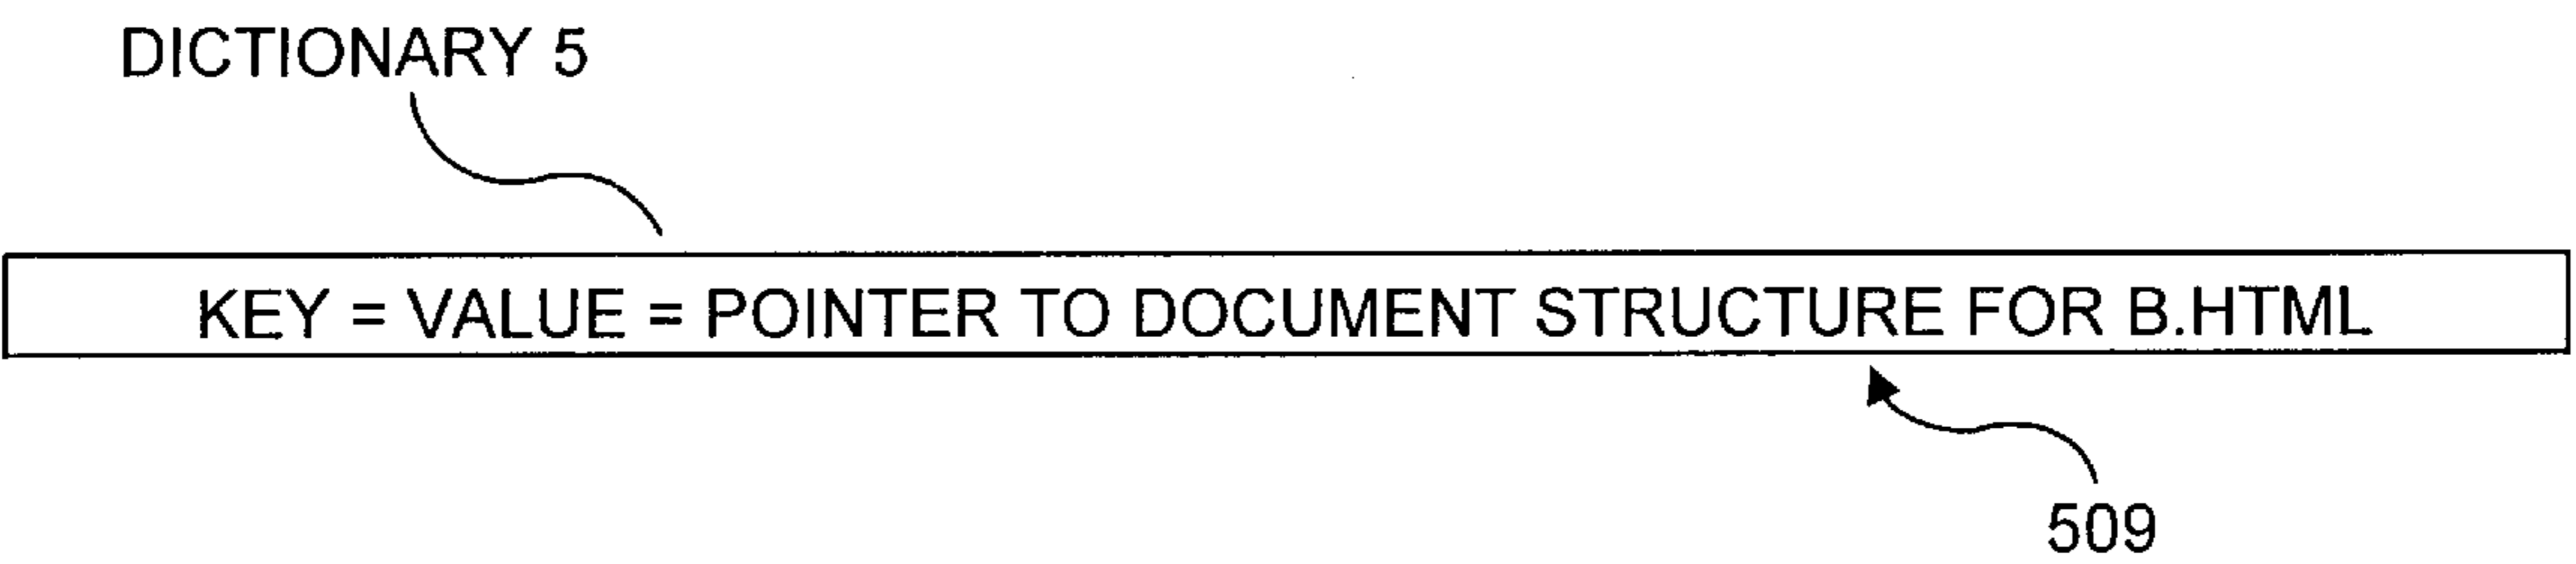 DICTIONARY 5
KEY = VALUE = POINTER TO DOCUMENT STRUCTURE FOR B.HTML
509